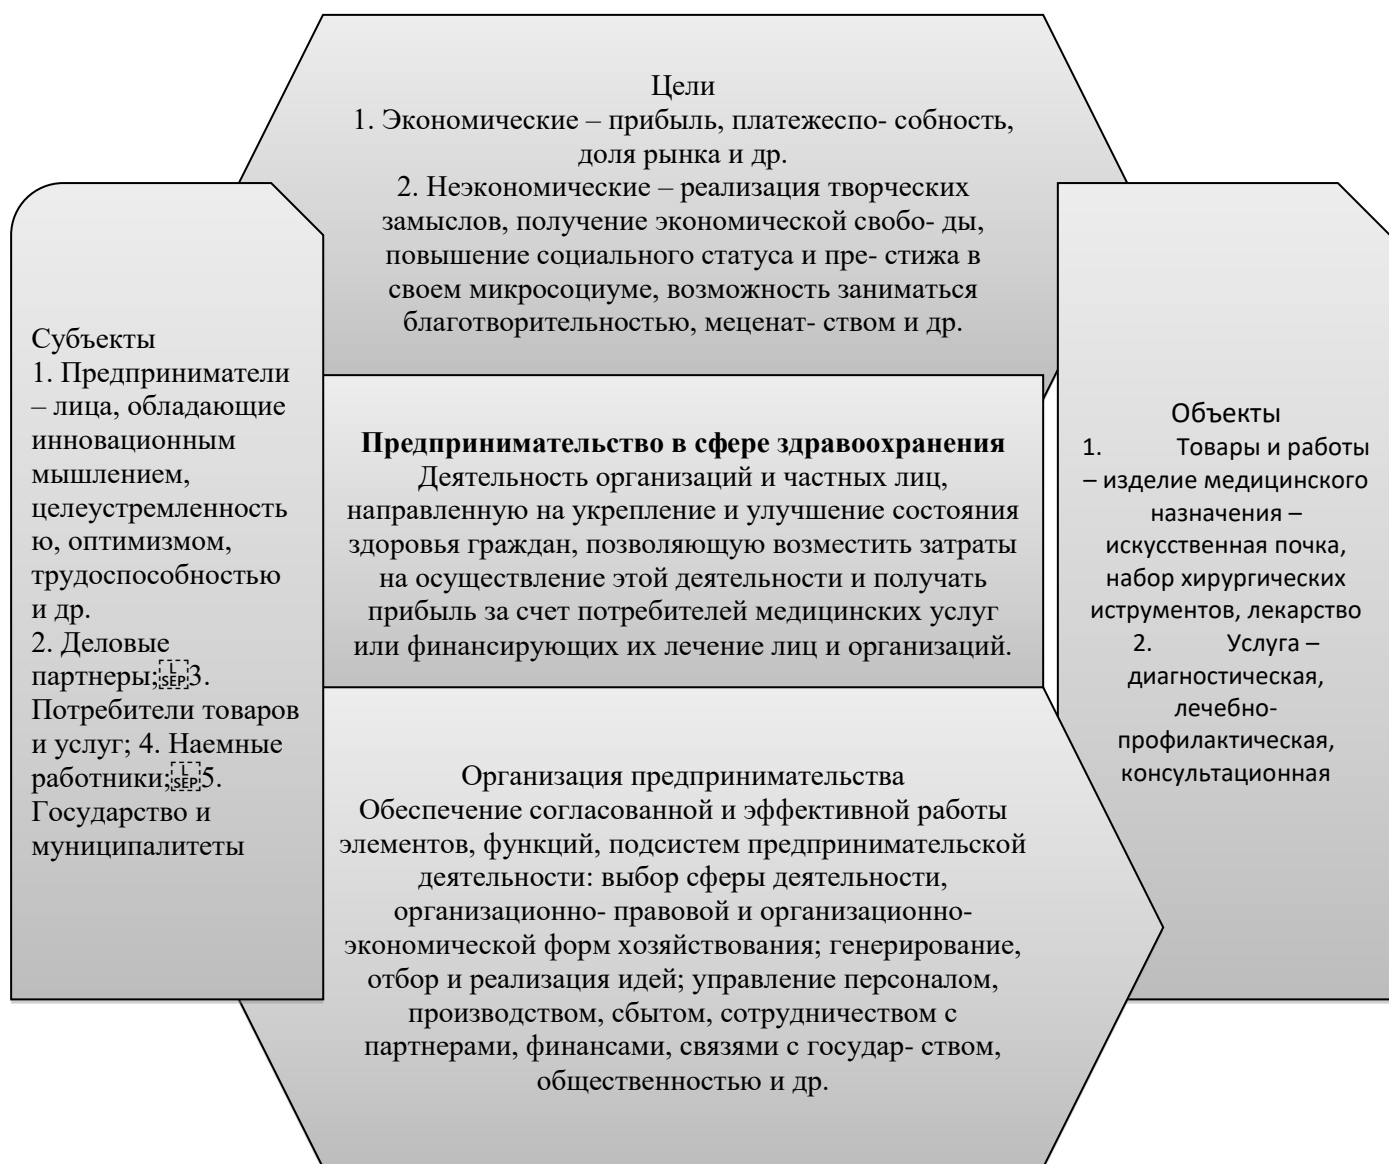 Цели
1. Экономические – прибыль, платежеспо- собность,
доля рынка и др.
2. Неэкономические – реализация творческих
замыслов, получение экономической свобо- ды,
повышение социального статуса и пре- стижа в
своем микросоциуме, возможность заниматься
благотворительностью, меценат- ством и др.
Субъекты
1. Предприниматели
– лица, обладающие
инновационным
мышлением,
целеустремленность
ю, оптимизмом,
трудоспособностью
и др.
2. Деловые
партнеры;L SEP3.
Потребители товаров
и услуг; 4. Наемные
работники;L SEP5.
Государство и
муниципалитеты
Предпринимательство в сфере здравоохранения
Деятельность организаций и частных лиц,
направленную на укрепление и улучшение состояния
здоровья граждан, позволяющую возместить затраты
на осуществление этой деятельности и получать
прибыль за счет потребителей медицинских услуг
или финансирующих их лечение лиц и организаций.
Объекты
1. Товары и работы
– изделие медицинского
назначения –
искусственная почка,
набор хирургических
иструментов, лекарство
2. Услуга –
диагностическая,
лечебно-
профилактическая,
консультационная
Организация предпринимательства
Обеспечение согласованной и эффективной работы
элементов, функций, подсистем предпринимательской
деятельности: выбор сферы деятельности,
организационно- правовой и организационно-
экономической форм хозяйствования; генерирование,
отбор и реализация идей; управление персоналом,
производством, сбытом, сотрудничеством с
партнерами, финансами, связями с государ- ством,
общественностью и др.